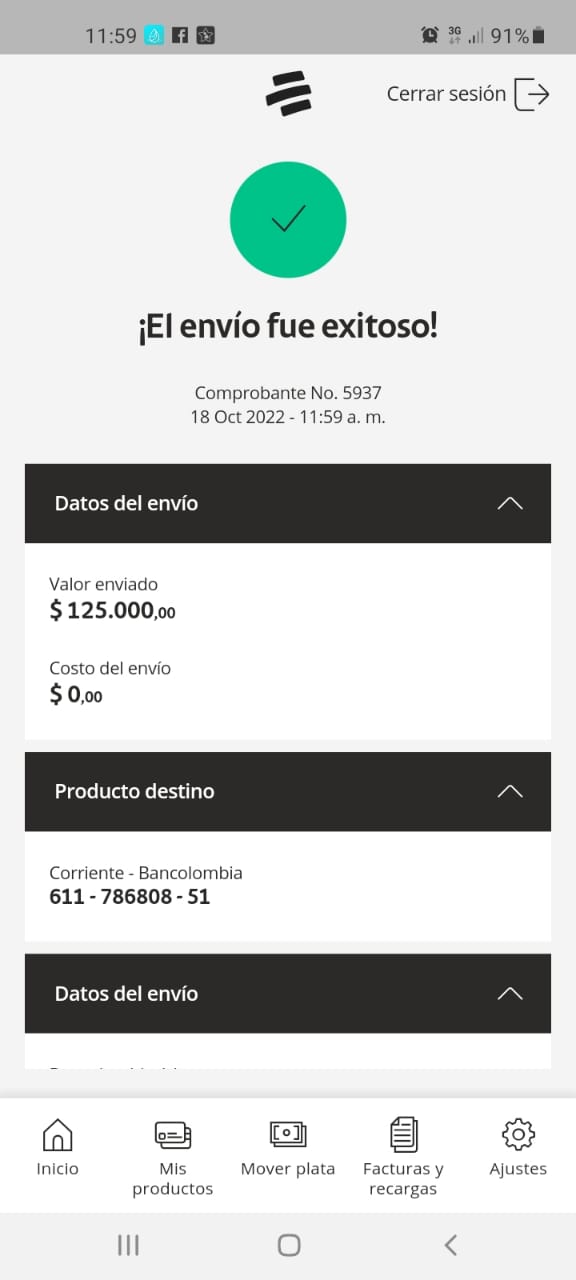 11:59
3G 91%
Cerrar sesión
¡El envío fue exitoso!
Comprobante No. 5937
18 Oct 2022 - 11:59 a. m.
Datos del envío
Valor enviado
$ 125.000,00
Costo del envío
$ 0,00
Producto destino
Corriente - Bancolombia
611 - 786808 - 51
Datos del envío
Inicio
Mis productos
Mover plata
Facturas y recargas
Ajustes